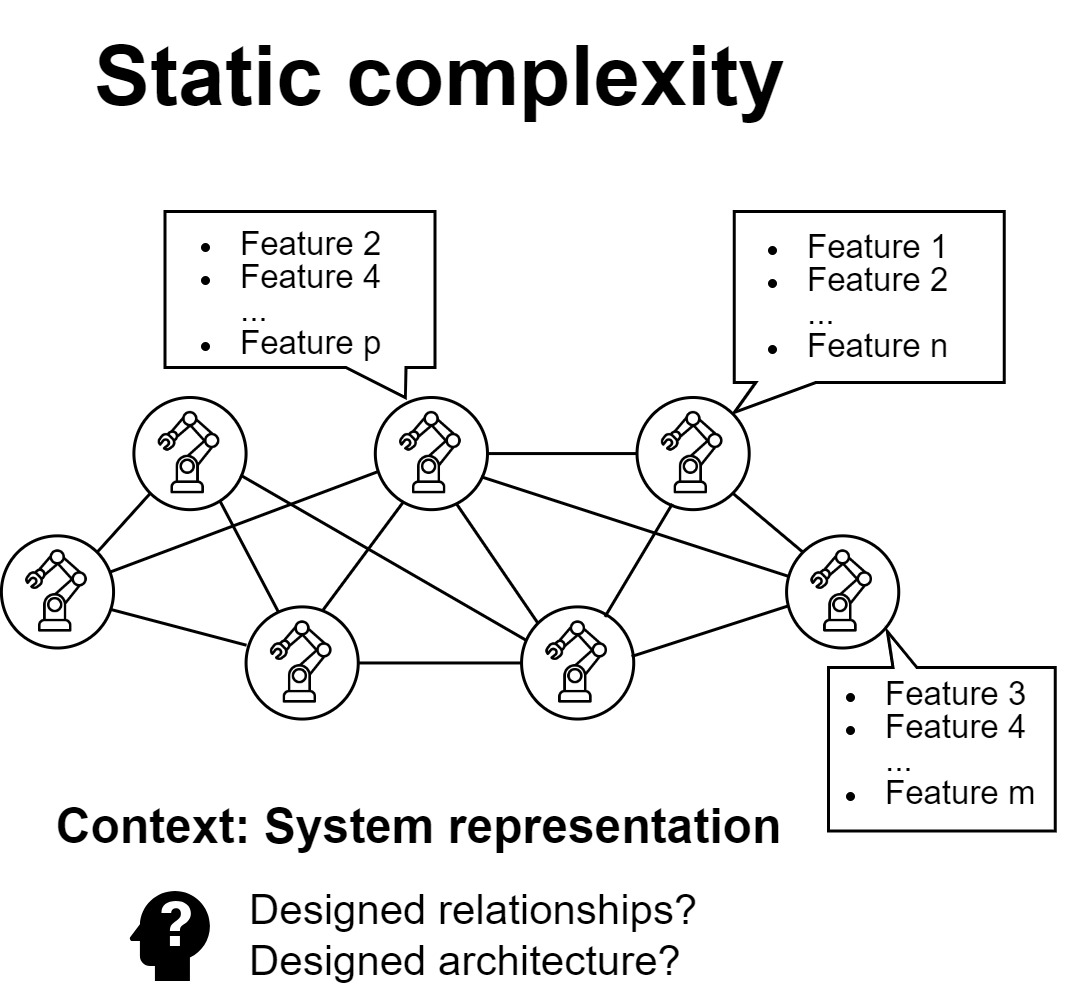 Static complexity
• Feature 2
• Feature 4
...
• Feature p
• Feature 1
• Feature 2
...
• Feature n
• Feature 3
• Feature 4
...
• Feature m
Context: System representation
?
Designed relationships?
Designed architecture?